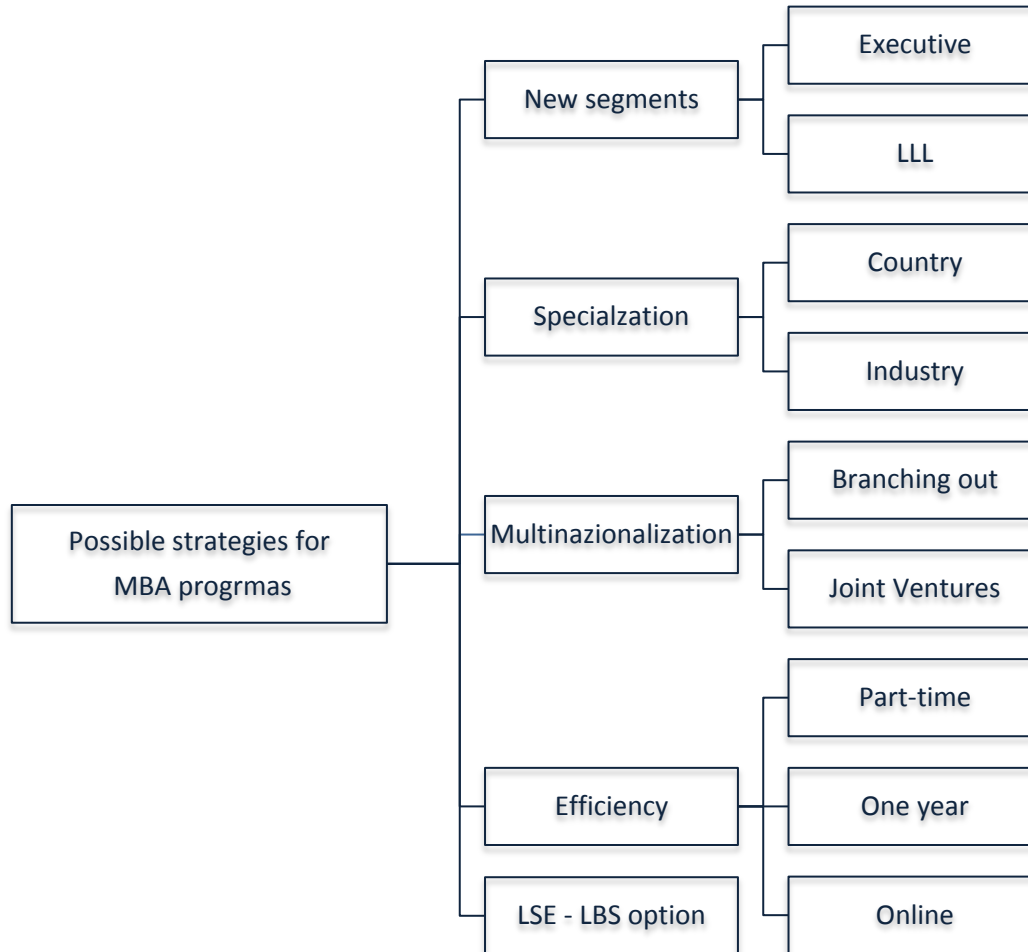 Possible strategies for
MBA progrmas
New segments
Executive
LLL
Specialzation
Country
Industry
Multinazionalization
Branching out
Joint Ventures
Efficiency
Part-time
One year
Online
LSE - LBS option